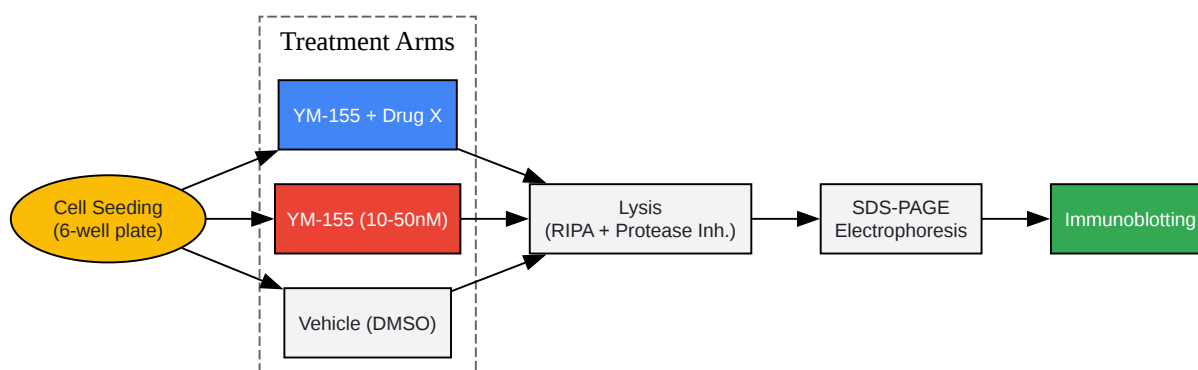 Treatment Arms
YM-155 + Drug X
Cell Seeding
(6-well plate)
YM-155 (10-50nM)
Lysis
(RIPA + Protease Inh.)
SDS-PAGE
Electrophoresis
Immunoblotting
Vehicle (DMSO)